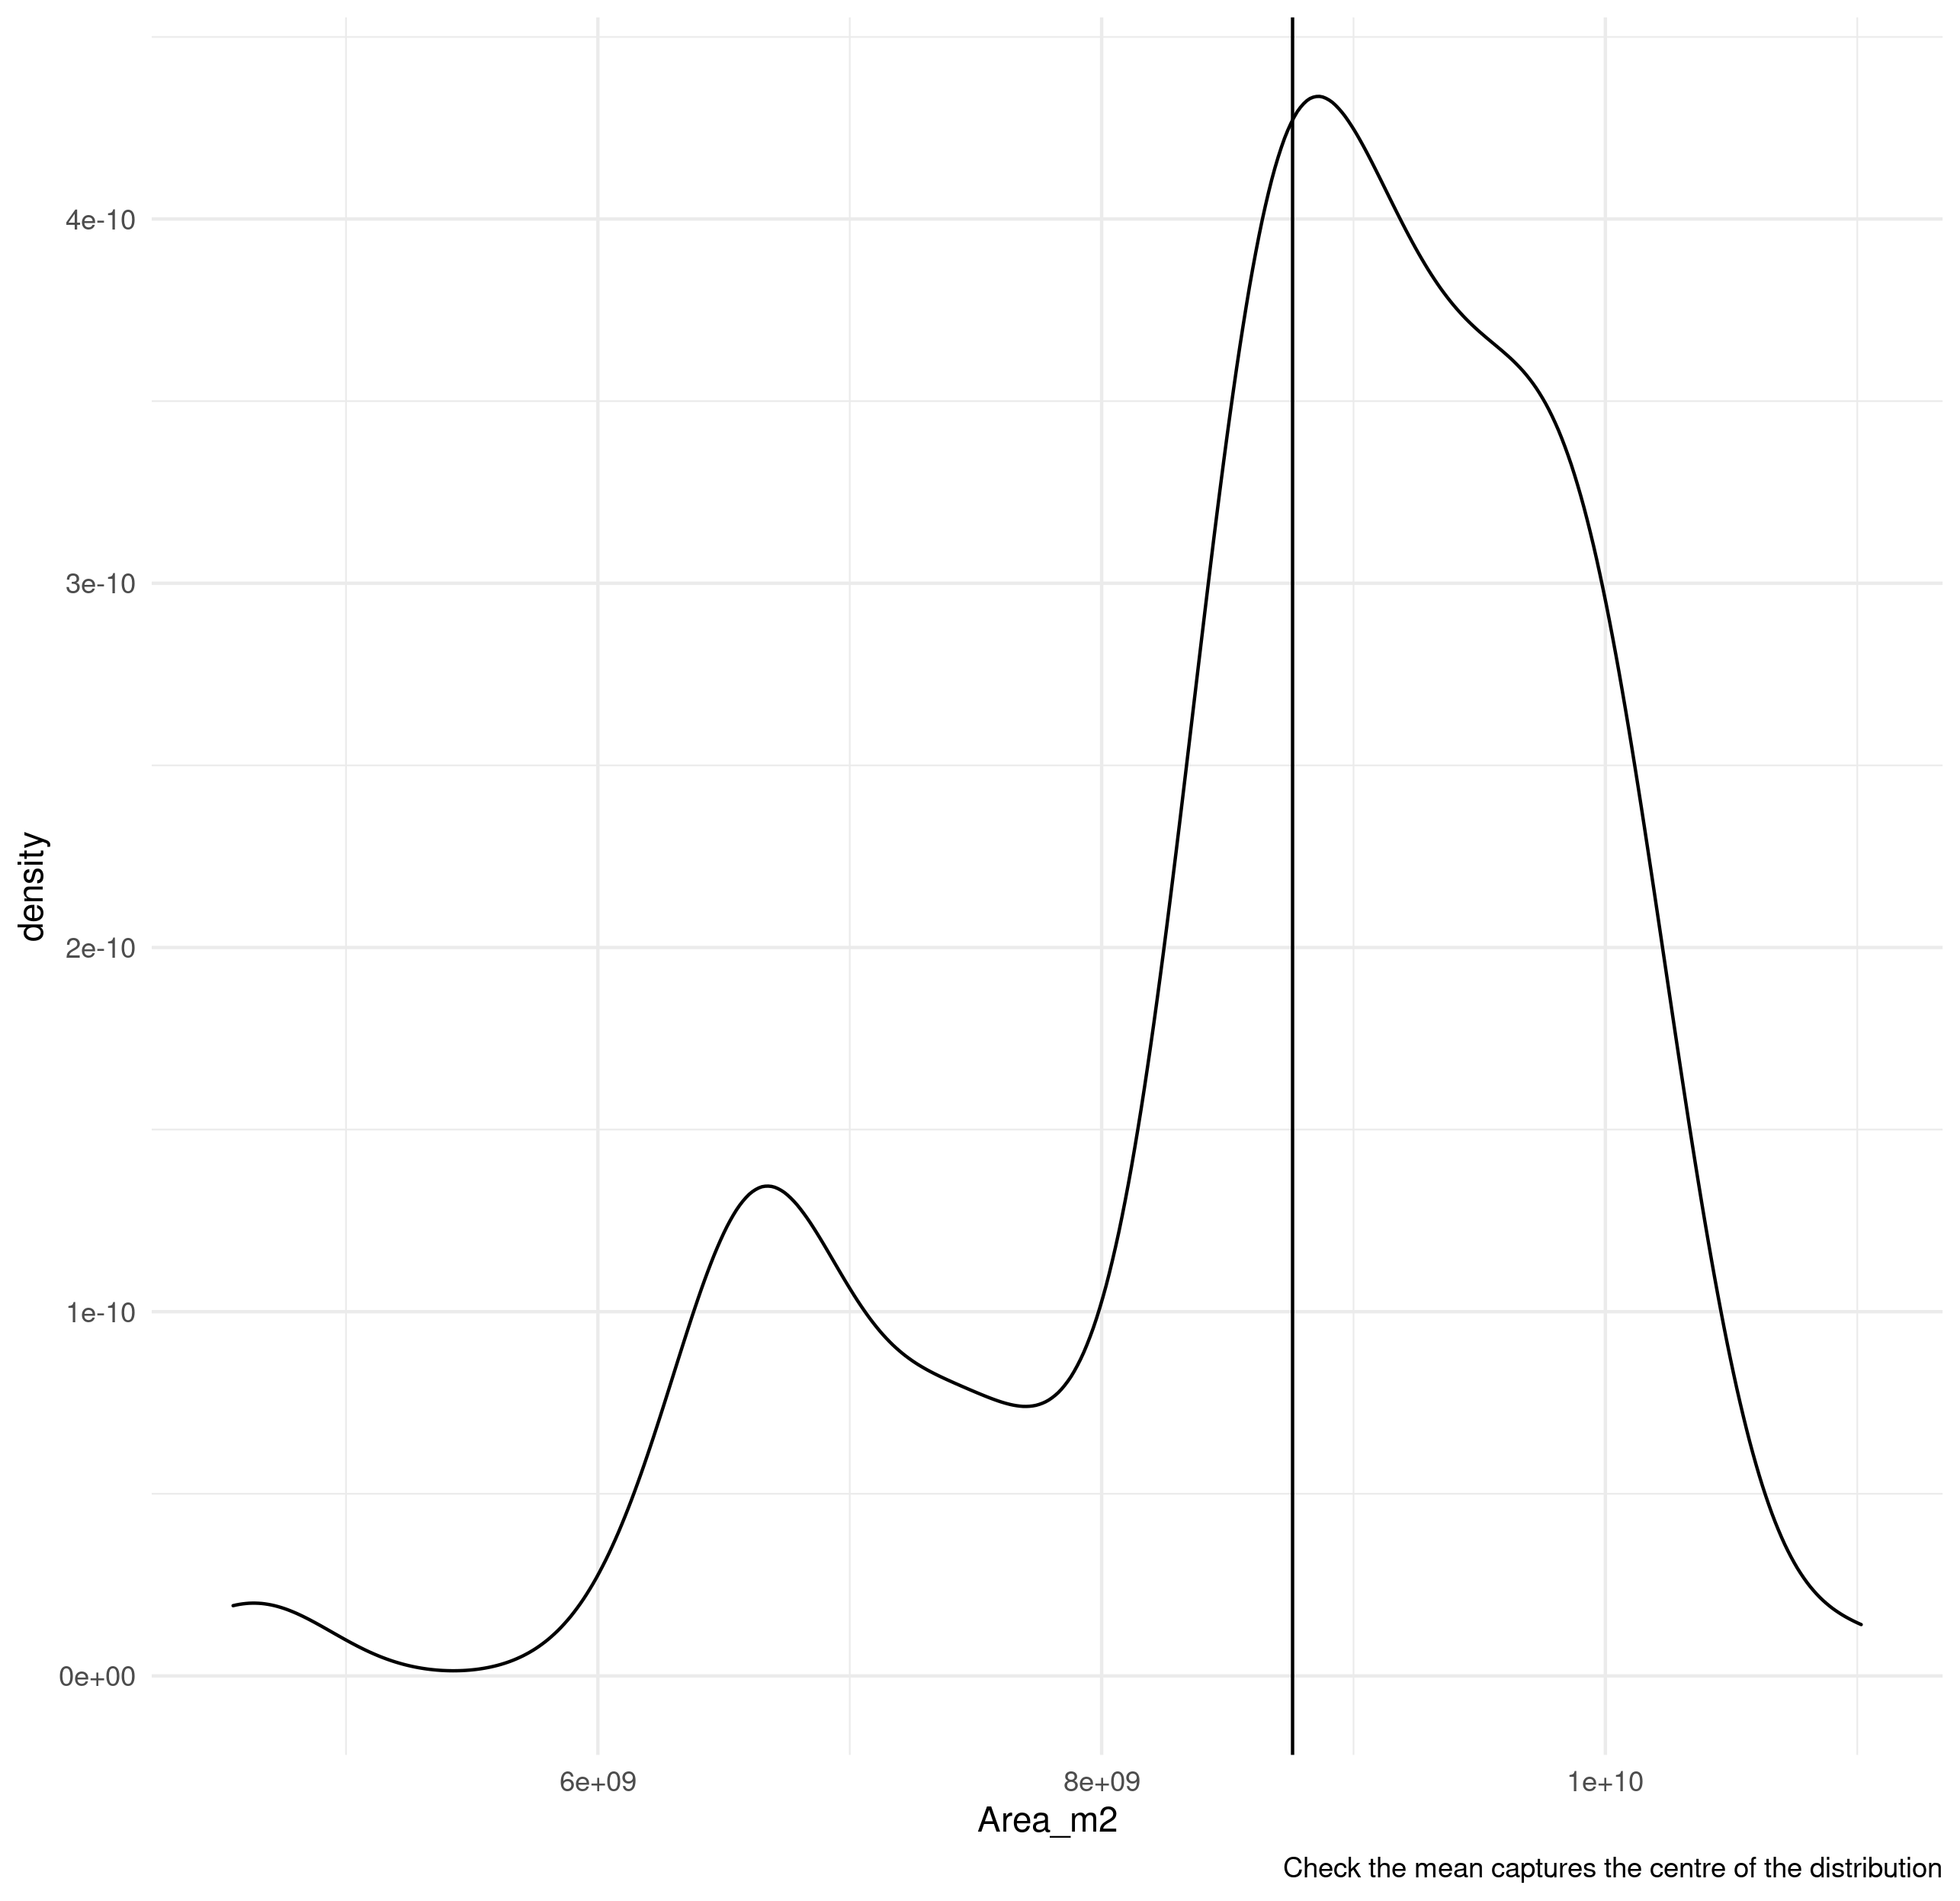 4e-10
3e-10
density
2e-10
1e-10
0e+00
6e+09 8e+09 1e+10
Area_m2
Check the mean captures the centre of the distribution